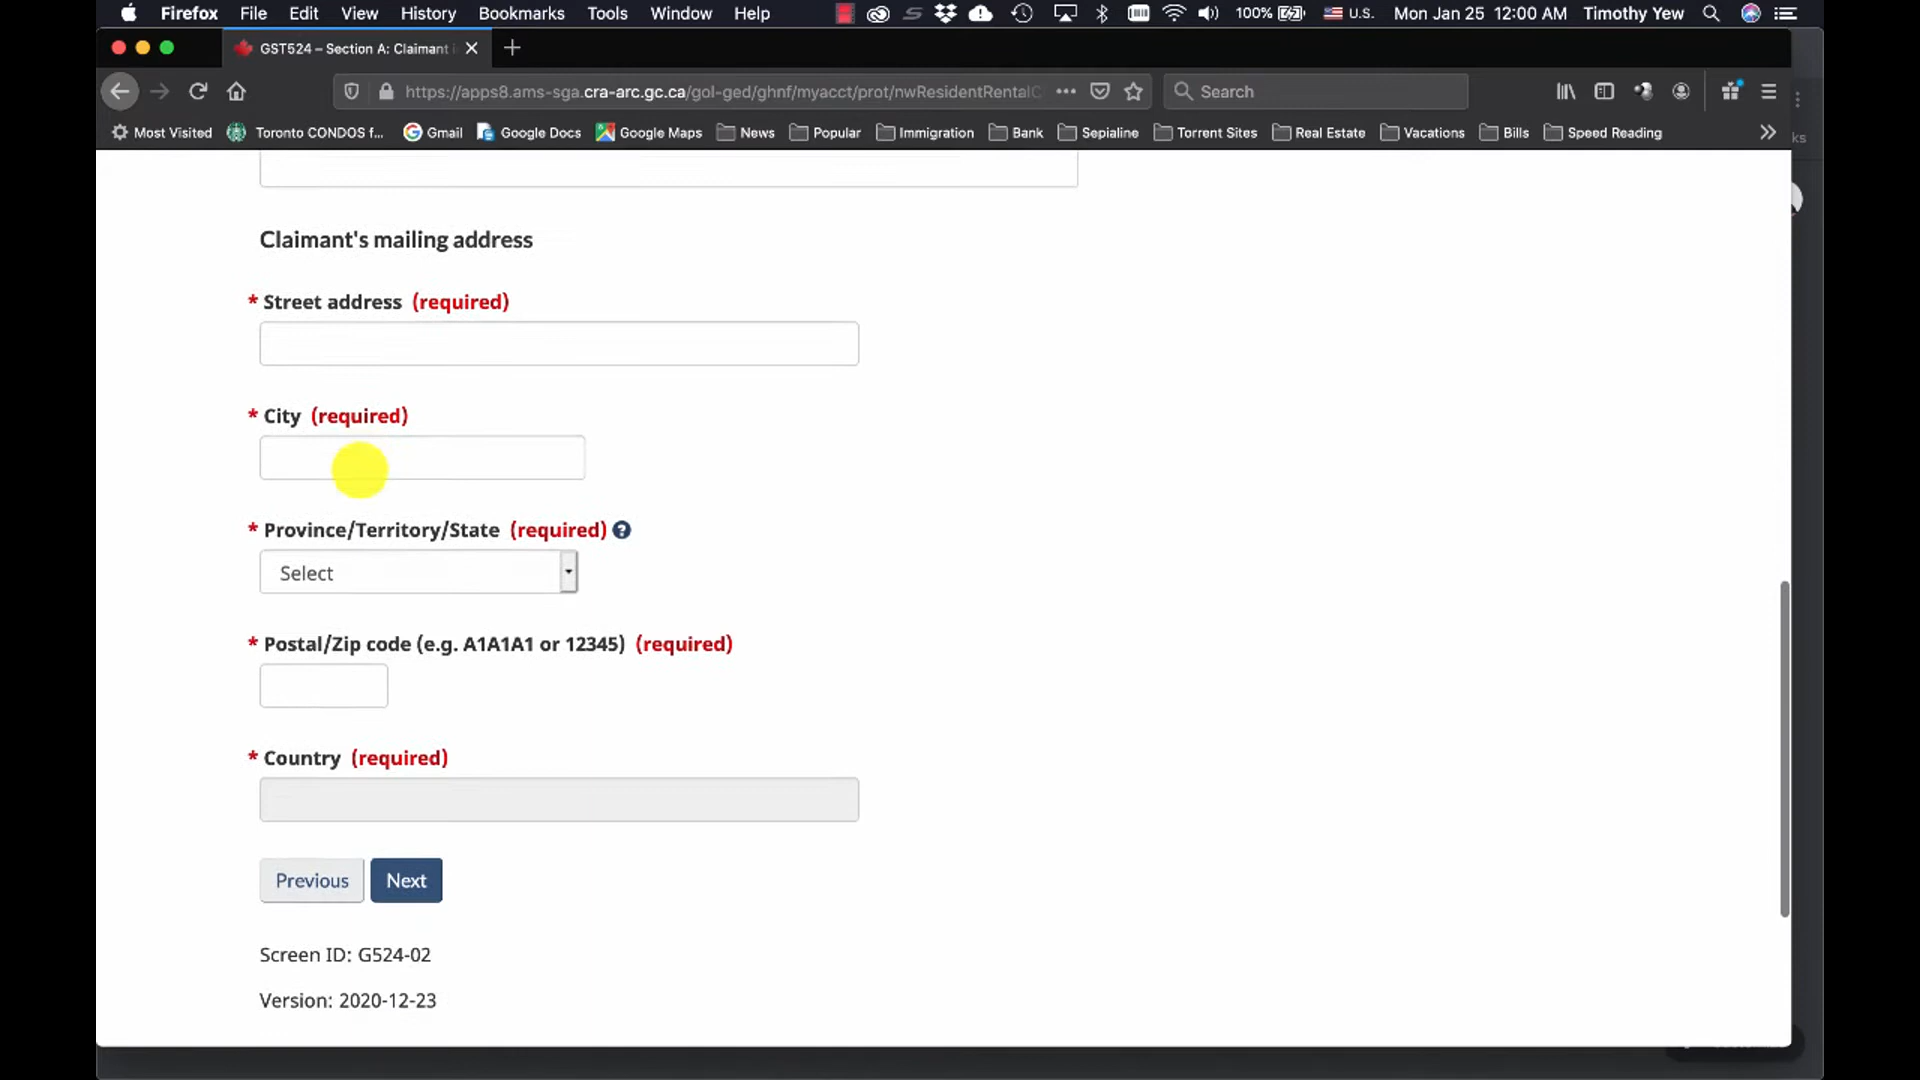 Firefox File Edit View History Bookmarks Tools Window Help 100% U.S. Mon Jan 25 12:00 AM Timothy Yew
GST524 – Section A: Claimant i
https://apps8.ams-sga.cra-arc.gc.ca/gol-ged/ghnf/myacct/prot/nwResidentRentalC Search
Most Visited Toronto CONDOS f... Gmail Google Docs Google Maps News Popular Immigration Bank Sepialine Torrent Sites Real Estate Vacations Bills Speed Reading
ks
Claimant's mailing address
* Street address (required)
* City (required)
* Province/Territory/State (required)
Select
* Postal/Zip code (e.g. A1A1A1 or 12345) (required)
* Country (required)
Previous Next
Screen ID: G524-02
Version: 2020-12-23